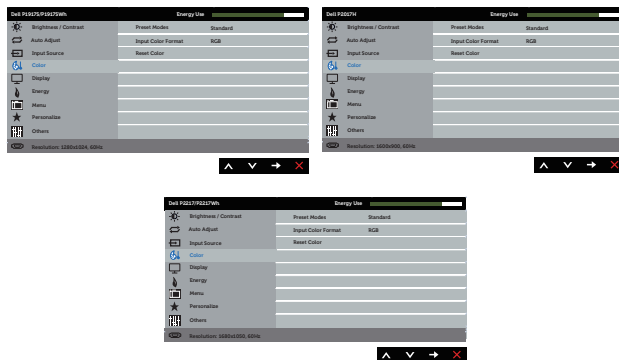 Dell P1917S/P1917SWh Energy Use
Brightness / Contrast Preset Modes Standard
Auto Adjust Input Color Format RGB
Input Source Reset Color
Color
Display
Energy
Menu
Personalize
Others
Resolution: 1280x1024, 60Hz
Dell P2017H Energy Use
Brightness / Contrast Preset Modes Standard
Auto Adjust Input Color Format RGB
Input Source Reset Color
Color
Display
Energy
Menu
Personalize
Others
Resolution: 1600x900, 60Hz
Dell P2217/P2217Wh Energy Use
Brightness / Contrast Preset Modes Standard
Auto Adjust Input Color Format RGB
Input Source Reset Color
Color
Display
Energy
Menu
Personalize
Others
Resolution: 1680x1050, 60Hz